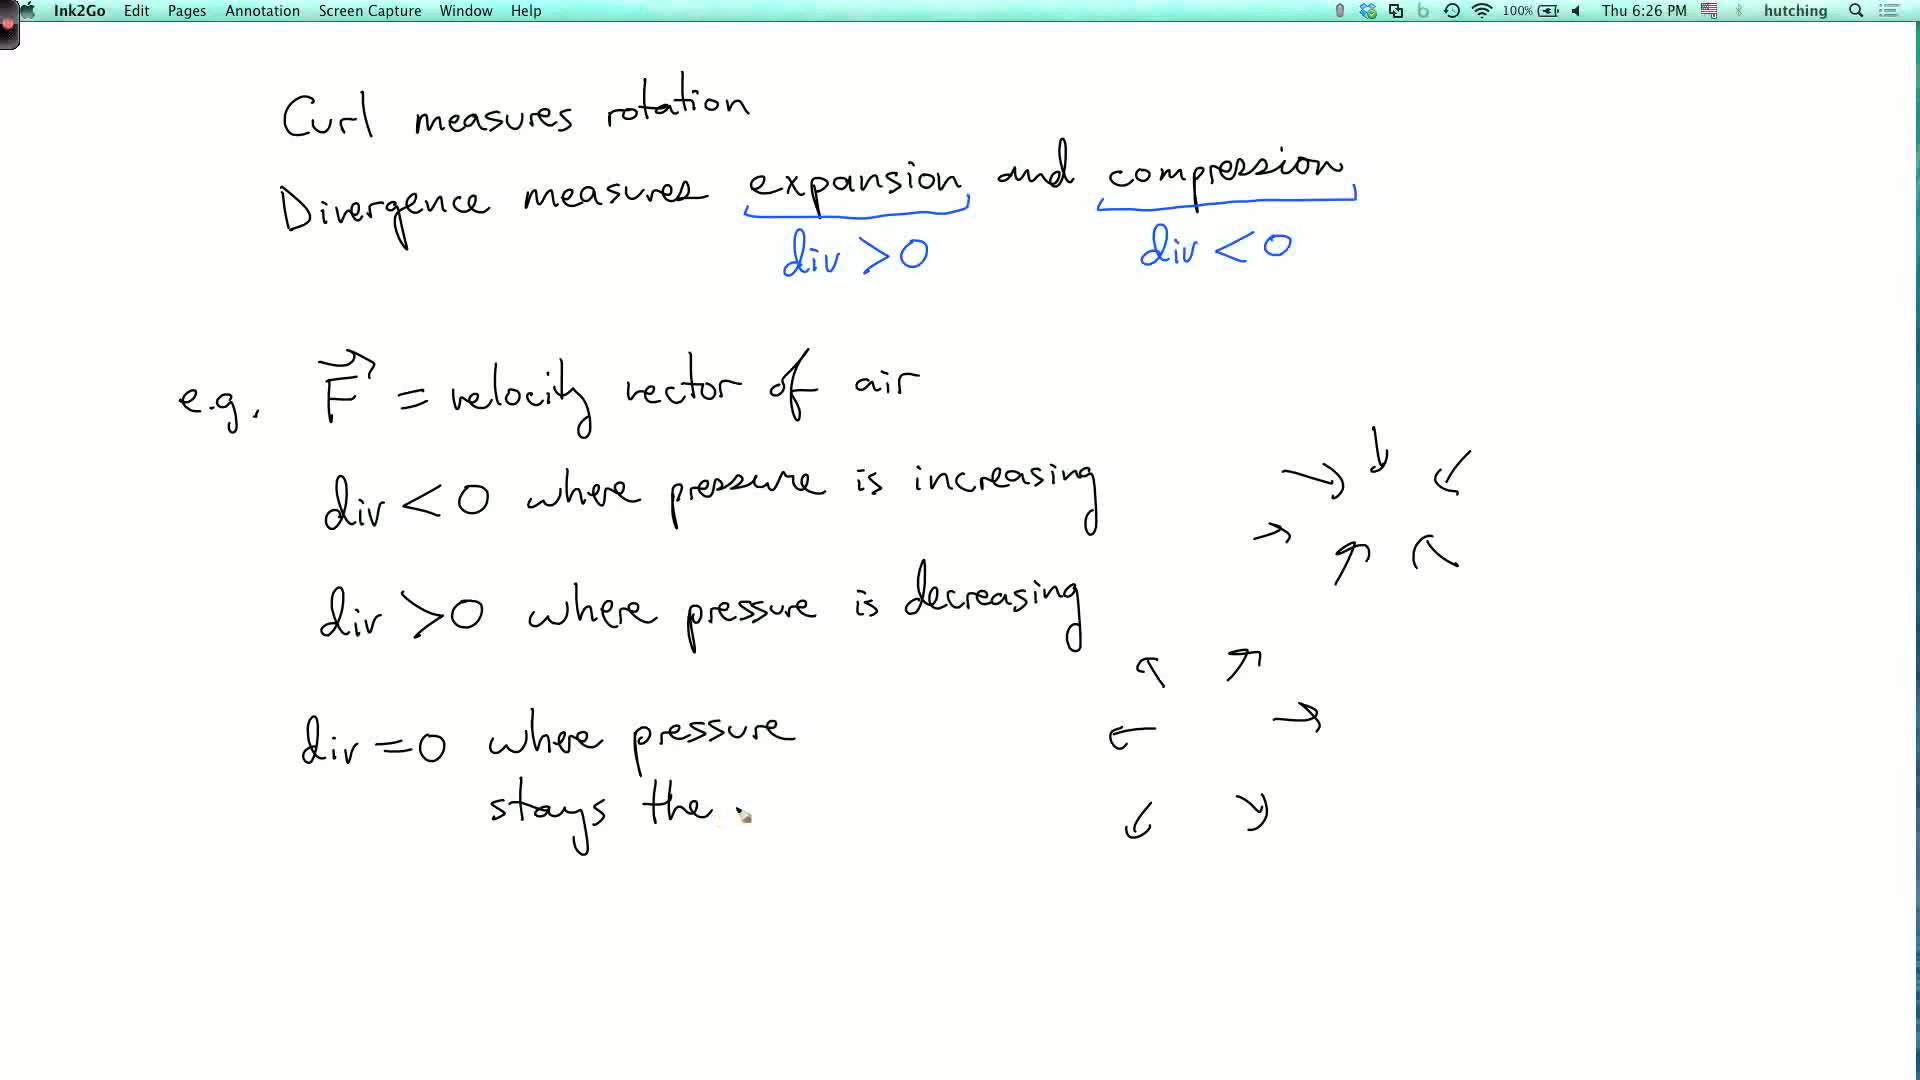 Ink2Go Edit Pages Annotation Screen Capture Window Help 100% Thu 6:26 PM hutching
Curl measures rotation
Divergence measures expansion and compression
div > 0 div < 0
e.g. F⃗ = velocity vector of air
div < 0 where pressure is increasing
div > 0 where pressure is decreasing
div = 0 where pressure
stays the